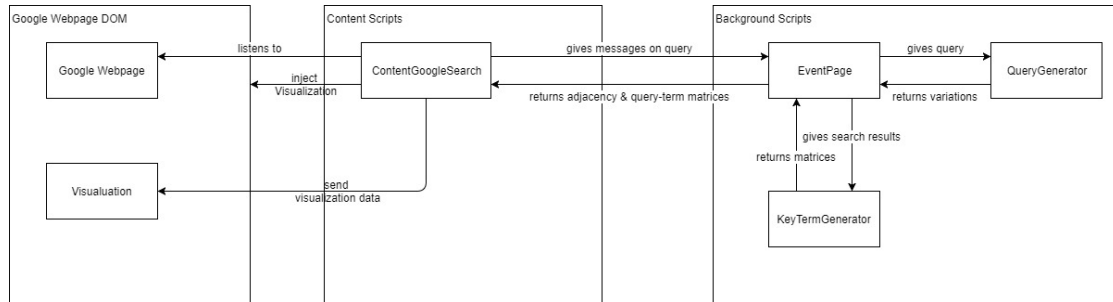 Google Webpage DOM
Content Scripts
Background Scripts
listens to
gives messages on query
gives query
Google Webpage
ContentGoogleSearch
EventPage
QueryGenerator
inject
Visualization
returns adjacency & query-term matrices
returns variations
gives search results
returns matrices
Visualuation
send
visualization data
KeyTermGenerator